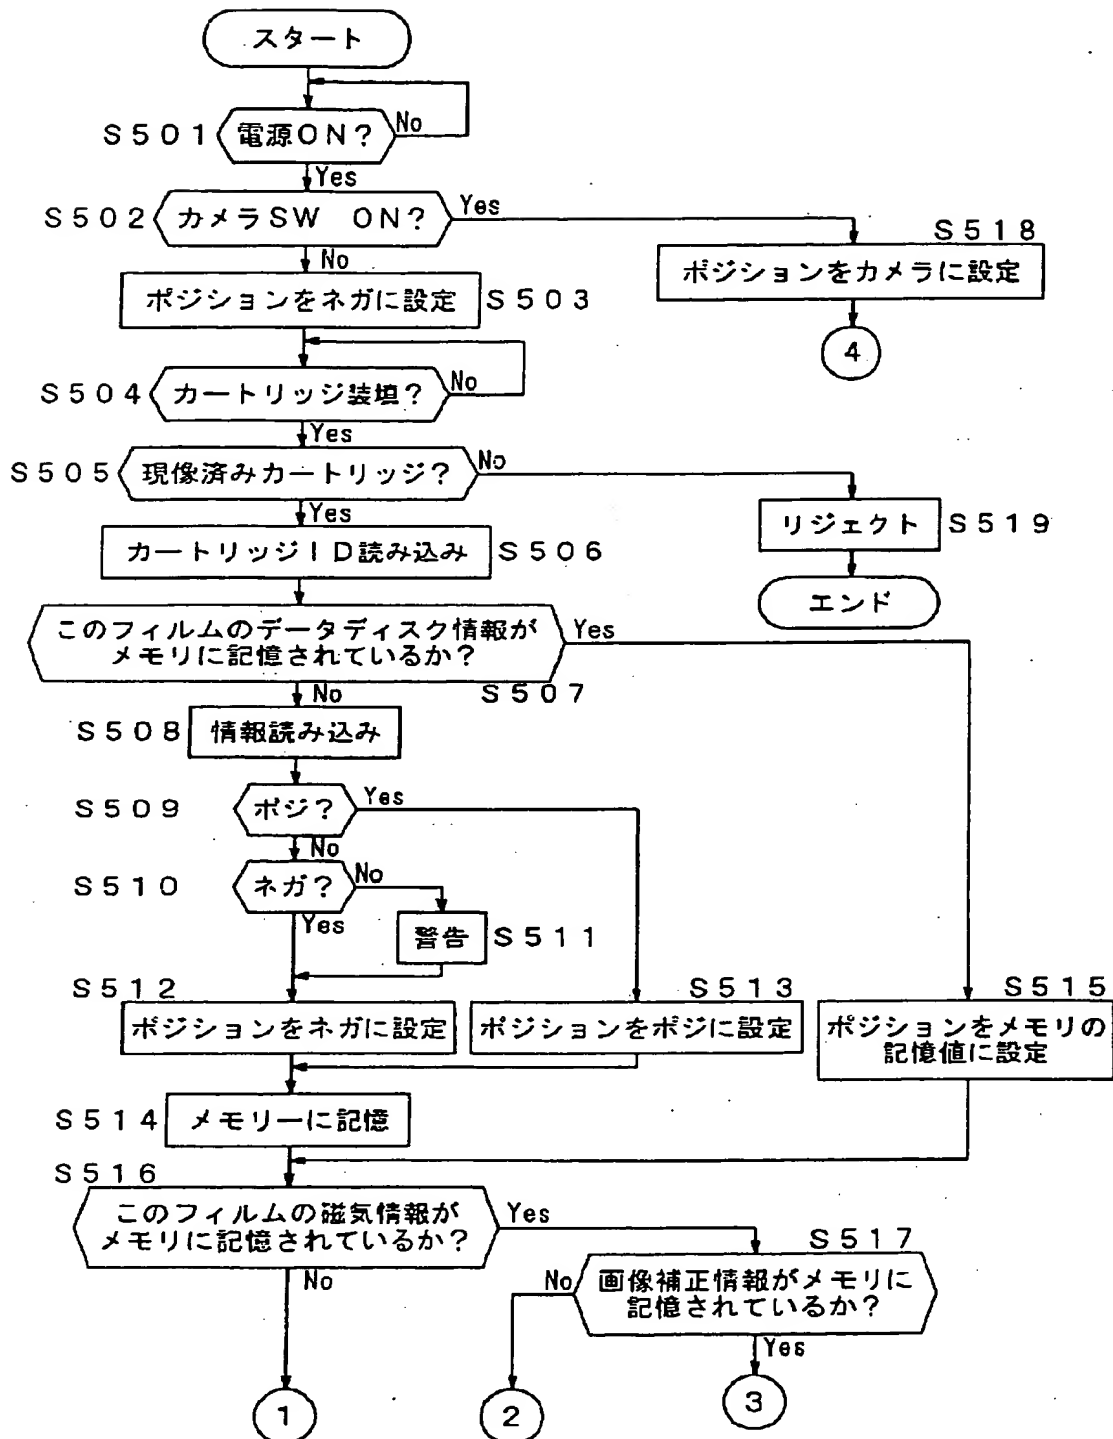 スタート
S501
電源ON?
No
Yes
S502
カメラSW ON?
Yes
No
S518
ポジションをカメラに設定
4
ポジションをネガに設定
S503
S504
カートリッジ装填?
No
Yes
S505
現像済みカートリッジ?
No
Yes
リジェクト
S519
エンド
カートリッジID読み込み
S506
このフィルムのデータディスク情報が
メモリに記憶されているか?
Yes
S507
No
S508
情報読み込み
S509
ポジ?
Yes
No
S510
ネガ?
No
Yes
警告
S511
S512
ポジションをネガに設定
S513
ポジションをポジに設定
S515
ポジションをメモリの
記憶値に設定
S514
メモリーに記憶
S516
このフィルムの磁気情報が
メモリに記憶されているか?
Yes
No
S517
画像補正情報がメモリに
記憶されているか?
No
Yes
1
2
3